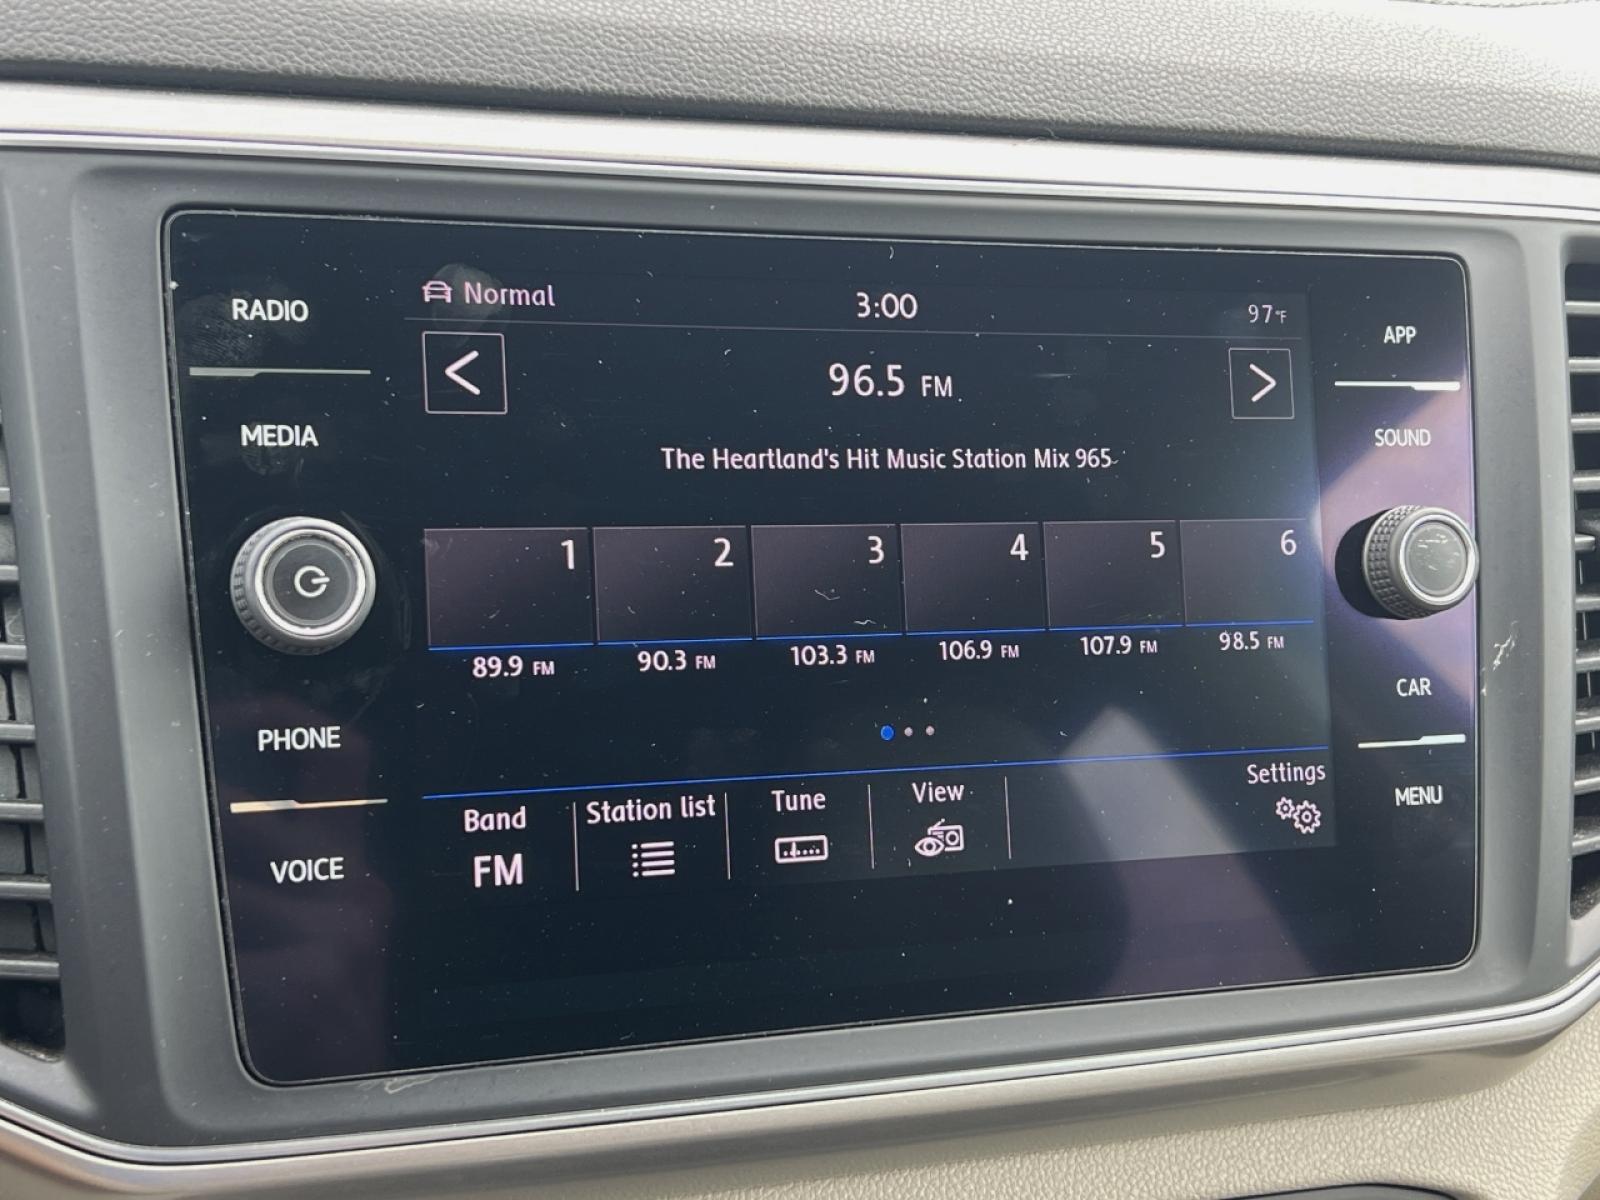 RADIO
MEDIA
PHONE
VOICE
Normal
3:00
97°F
96.5 FM
The Heartland's Hit Music Station Mix 965
1
2
3
4
5
6
89.9 FM
90.3 FM
103.3 FM
106.9 FM
107.9 FM
98.5 FM
Band
FM
Station list
Tune
View
Settings
APP
SOUND
CAR
MENU